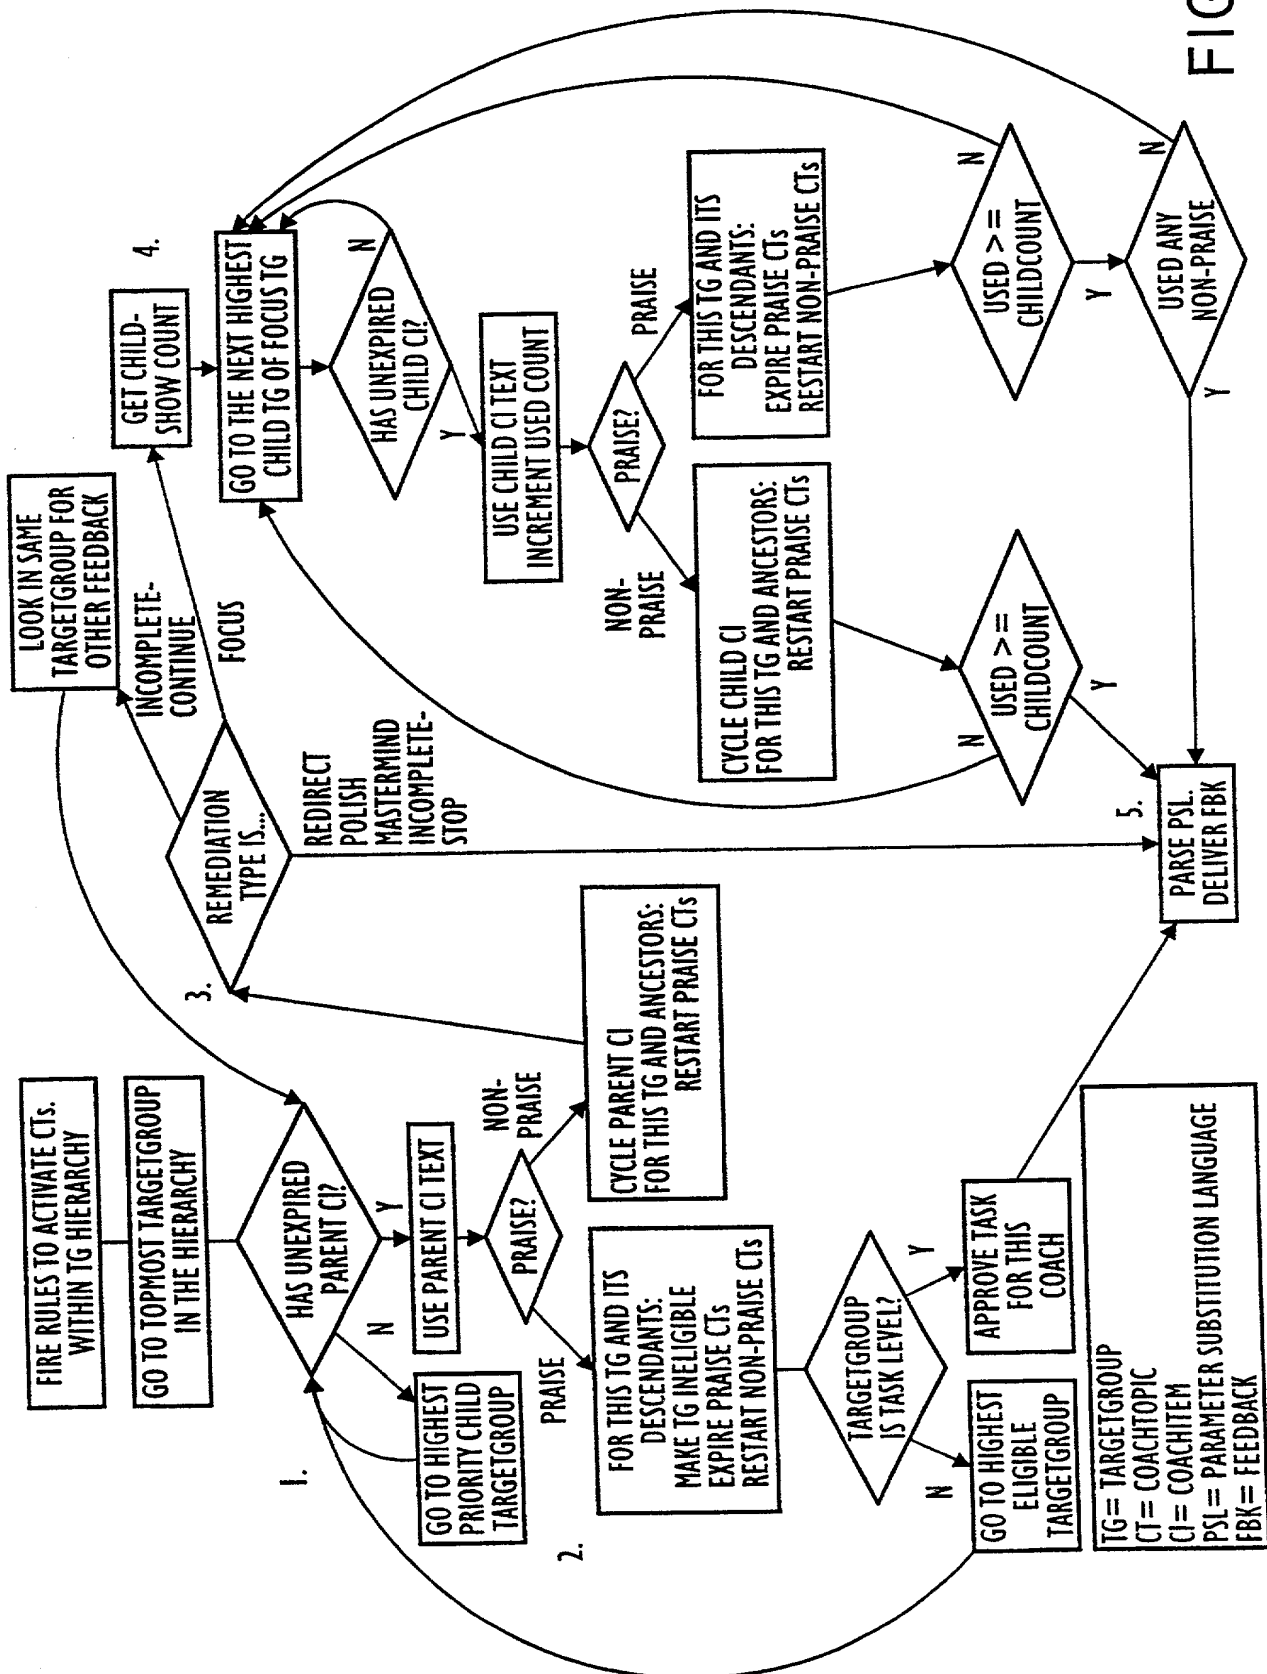 FIRE RULES TO ACTIVATE CTs.
WITHIN TG HIERARCHY
GO TO TOPMOST TARGETGROUP
IN THE HIERARCHY
1.
HAS UNEXPIRED
PARENT CI?
N
Y
GO TO HIGHEST
PRIORITY CHILD
TARGETGROUP
USE PARENT CI TEXT
2.
PRAISE?
PRAISE
NON-
PRAISE
FOR THIS TG AND ITS
DESCENDANTS:
MAKE TG INELIGIBLE
EXPIRE PRAISE CTs
RESTART NON-PRAISE CTs
CYCLE PARENT CI
FOR THIS TG AND ANCESTORS:
RESTART PRAISE CTs
TARGETGROUP
IS TASK LEVEL?
N
Y
GO TO HIGHEST
ELIGIBLE
TARGETGROUP
APPROVE TASK
FOR THIS
COACH
TG= TARGETGROUP
CT= COACHTOPIC
CI= COACHITEM
PSL= PARAMETER SUBSTITUTION LANGUAGE
FBK= FEEDBACK
3.
REMEDIATION
TYPE IS...
LOOK IN SAME
TARGETGROUP FOR
OTHER FEEDBACK
INCOMPLETE-
CONTINUE
FOCUS
REDIRECT
POLISH
MASTERMIND
INCOMPLETE-
STOP
4.
GET CHILD-
SHOW COUNT
GO TO THE NEXT HIGHEST
CHILD TG OF FOCUS TG
HAS UNEXPIRED
CHILD CI?
N
Y
USE CHILD CI TEXT
INCREMENT USED COUNT
PRAISE?
NON-
PRAISE
PRAISE
CYCLE CHILD CI
FOR THIS TG AND ANCESTORS:
RESTART PRAISE CTs
FOR THIS TG AND ITS
DESCENDANTS:
EXPIRE PRAISE CTs
RESTART NON-PRAISE CTs
USED >=
CHILDCOUNT
N
Y
USED >=
CHILDCOUNT
N
Y
USED ANY
NON-PRAISE
N
Y
5.
PARSE PSL.
DELIVER FBK